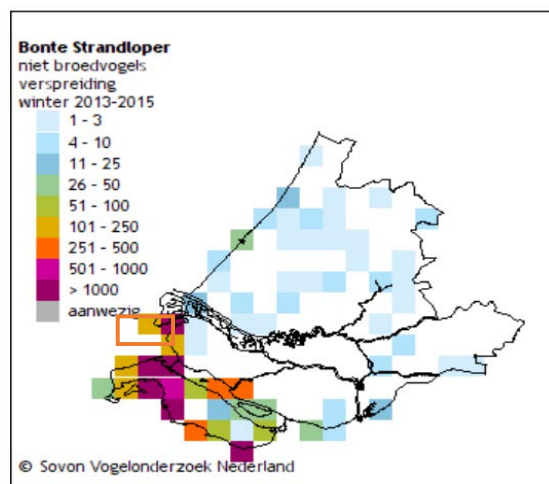 Bonte Strandloper
niet broedvogels
verspreiding
winter 2013-2015
1 - 3
4 - 10
11 - 25
26 - 50
51 - 100
101 - 250
251 - 500
501 - 1000
> 1000
aanwezig
© Sovon Vogelonderzoek Nederland